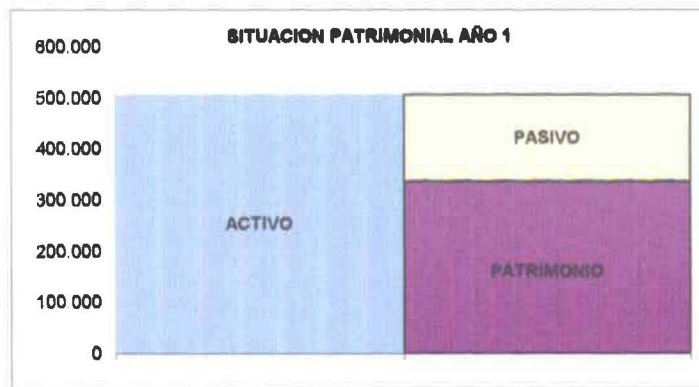 SITUACION PATRIMONIAL AÑO 1
600.000
500.000
400.000
300 000
200.000
100 000
0
ACTIVO
PASIVO
PATRIMONIO